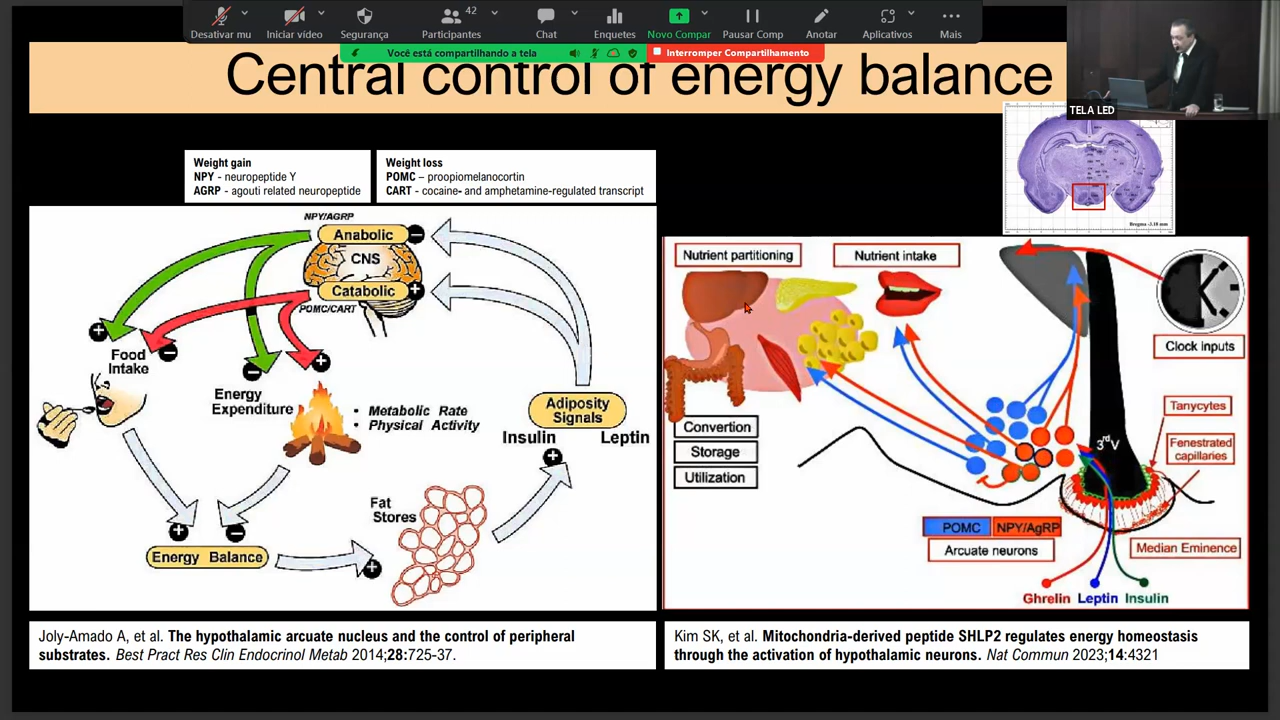 Desativar mu
Iniciar vídeo
Segurança
Participantes
42
Chat
Enquetes
Novo Compar
Pausar Comp
Anotar
Aplicativos
Mais
Você está compartilhando a tela
Interromper Compartilhamento
Central control of energy balance
TELA LED
Weight gain
NPY - neuropeptide Y
AGRP - agouti related neuropeptide
Weight loss
POMC – proopiomelanocortin
CART - cocaine- and amphetamine-regulated transcript
NPY/AGRP
Anabolic
CNS
Catabolic
POMC/CART
Food
Intake
Energy
Expenditure
• Metabolic Rate
• Physical Activity
Adiposity
Signals
Insulin
Leptin
Fat
Stores
Energy Balance
Nutrient partitioning
Nutrient intake
Clock inputs
Convertion
Storage
Utilization
Tanycytes
Fenestrated
capillaries
3rd V
POMC
NPY/AgRP
Arcuate neurons
Median Eminence
Ghrelin
Leptin
Insulin
Joly-Amado A, et al. The hypothalamic arcuate nucleus and the control of peripheral
substrates. Best Pract Res Clin Endocrinol Metab 2014;28:725-37.
Kim SK, et al. Mitochondria-derived peptide SHLP2 regulates energy homeostasis
through the activation of hypothalamic neurons. Nat Commun 2023;14:4321